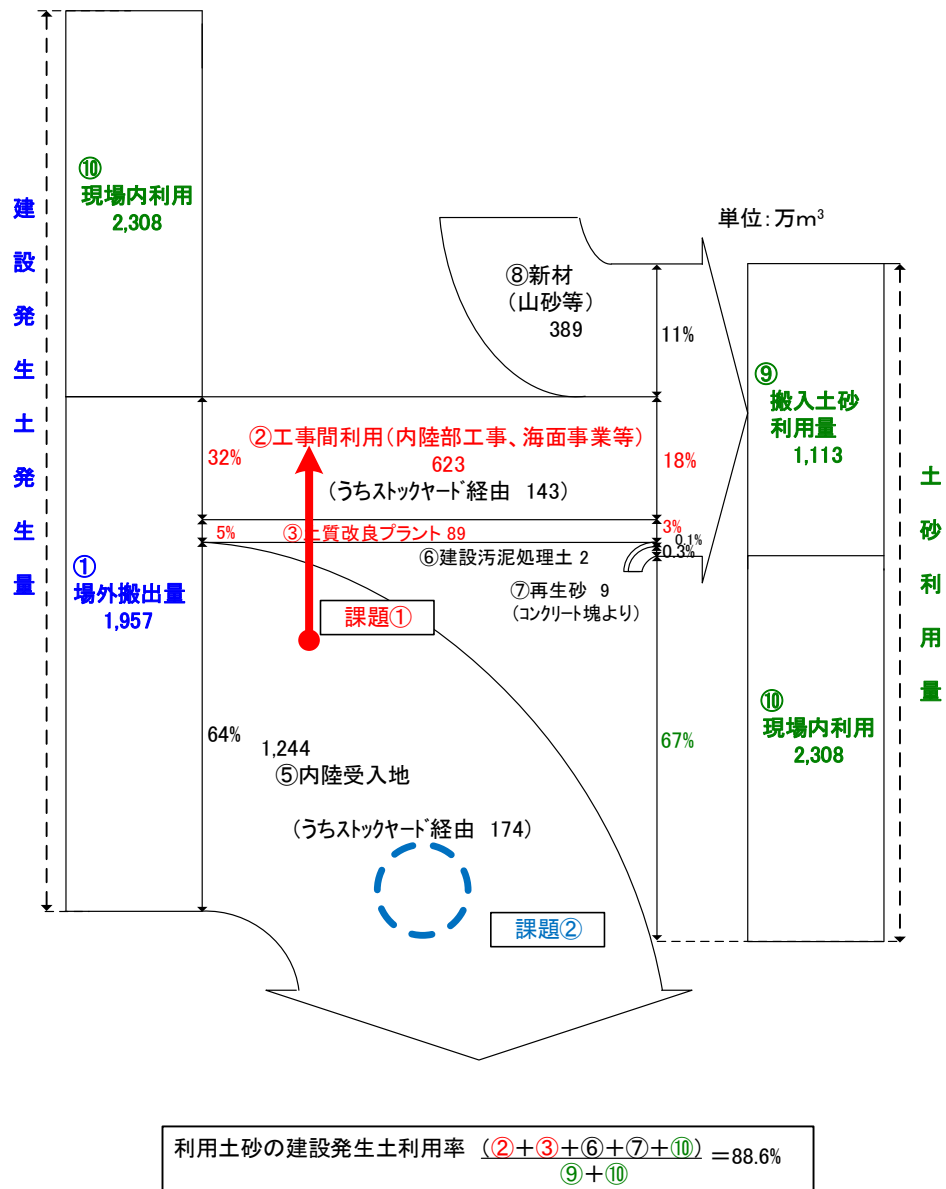 建設発生土発生量
⑩
現場内利用
2,308
①
場外搬出量
1,957
単位：万m³
⑧新材
（山砂等）
389
11%
32%
②工事間利用（内陸部工事、海面事業等）
623
（うちストックヤード経由 143）
18%
5%
③土質改良プラント 89
3%
0.1%
0.3%
⑥建設汚泥処理土 2
⑦再生砂 9
（コンクリート塊より）
課題①
64%
1,244
⑤内陸受入地
（うちストックヤード経由 174）
67%
課題②
⑨
搬入土砂
利用量
1,113
⑩
現場内利用
2,308
土砂利用量
利用土砂の建設発生土利用率 （②＋③＋⑥＋⑦＋⑩） ＝88.6%
⑨＋⑩